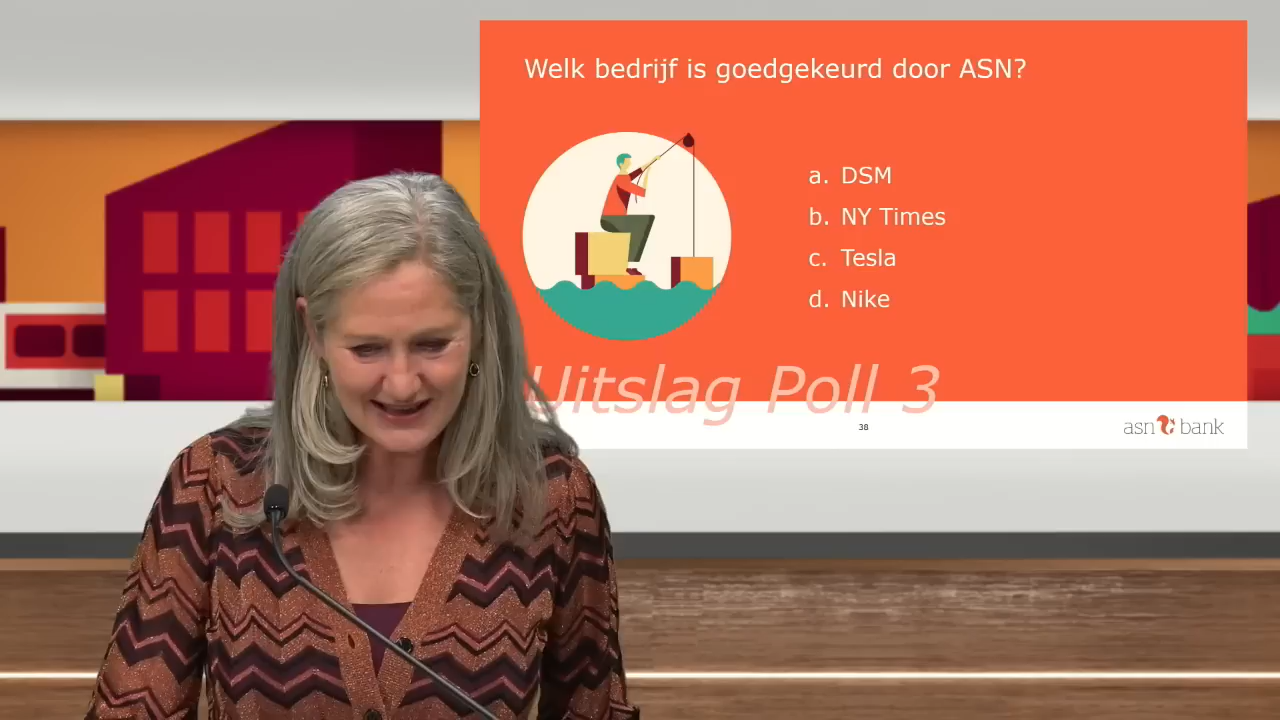 Welk bedrijf is goedgekeurd door ASN?
a. DSM
b. NY Times
c. Tesla
d. Nike
Uitslag Poll 3
38
asn bank